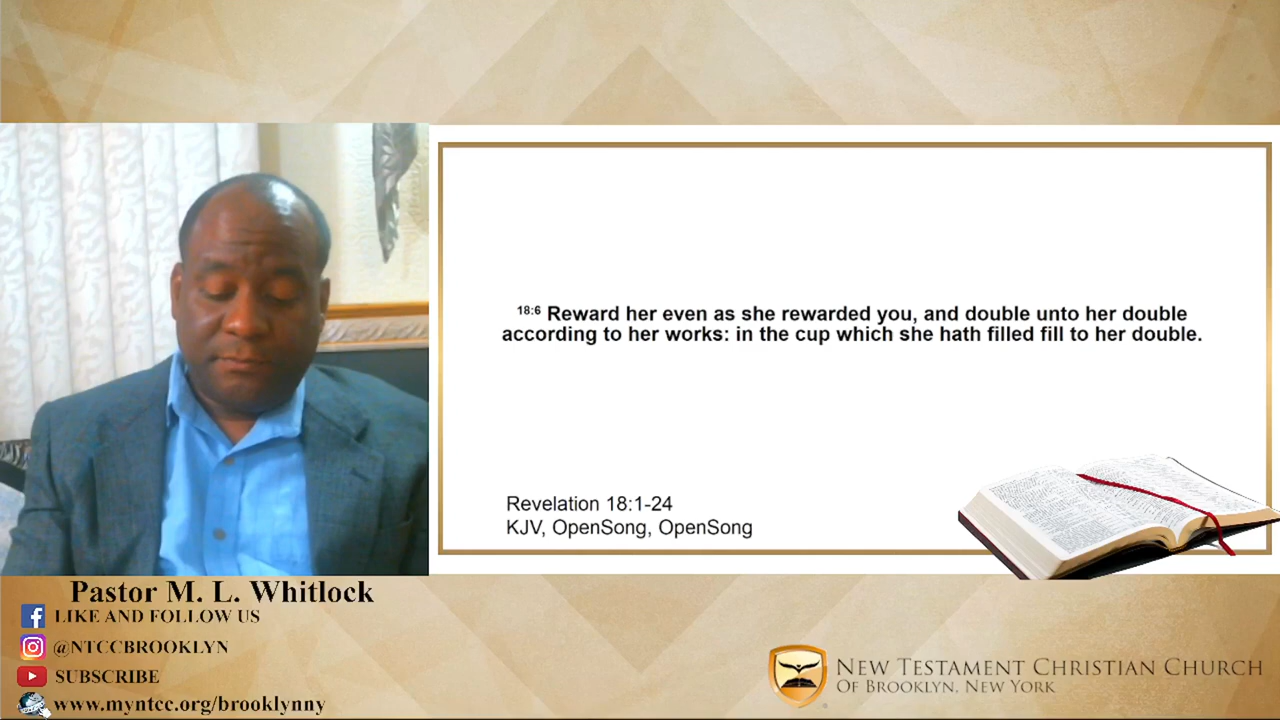 18:6 Reward her even as she rewarded you, and double unto her double
according to her works: in the cup which she hath filled fill to her double.
Revelation 18:1-24
KJV, OpenSong, OpenSong
Pastor M. L. Whitlock
LIKE AND FOLLOW US
@NTCCBROOKLYN
SUBSCRIBE
www.myntcc.org/brooklynny
New Testament Christian Church
Of Brooklyn, New York